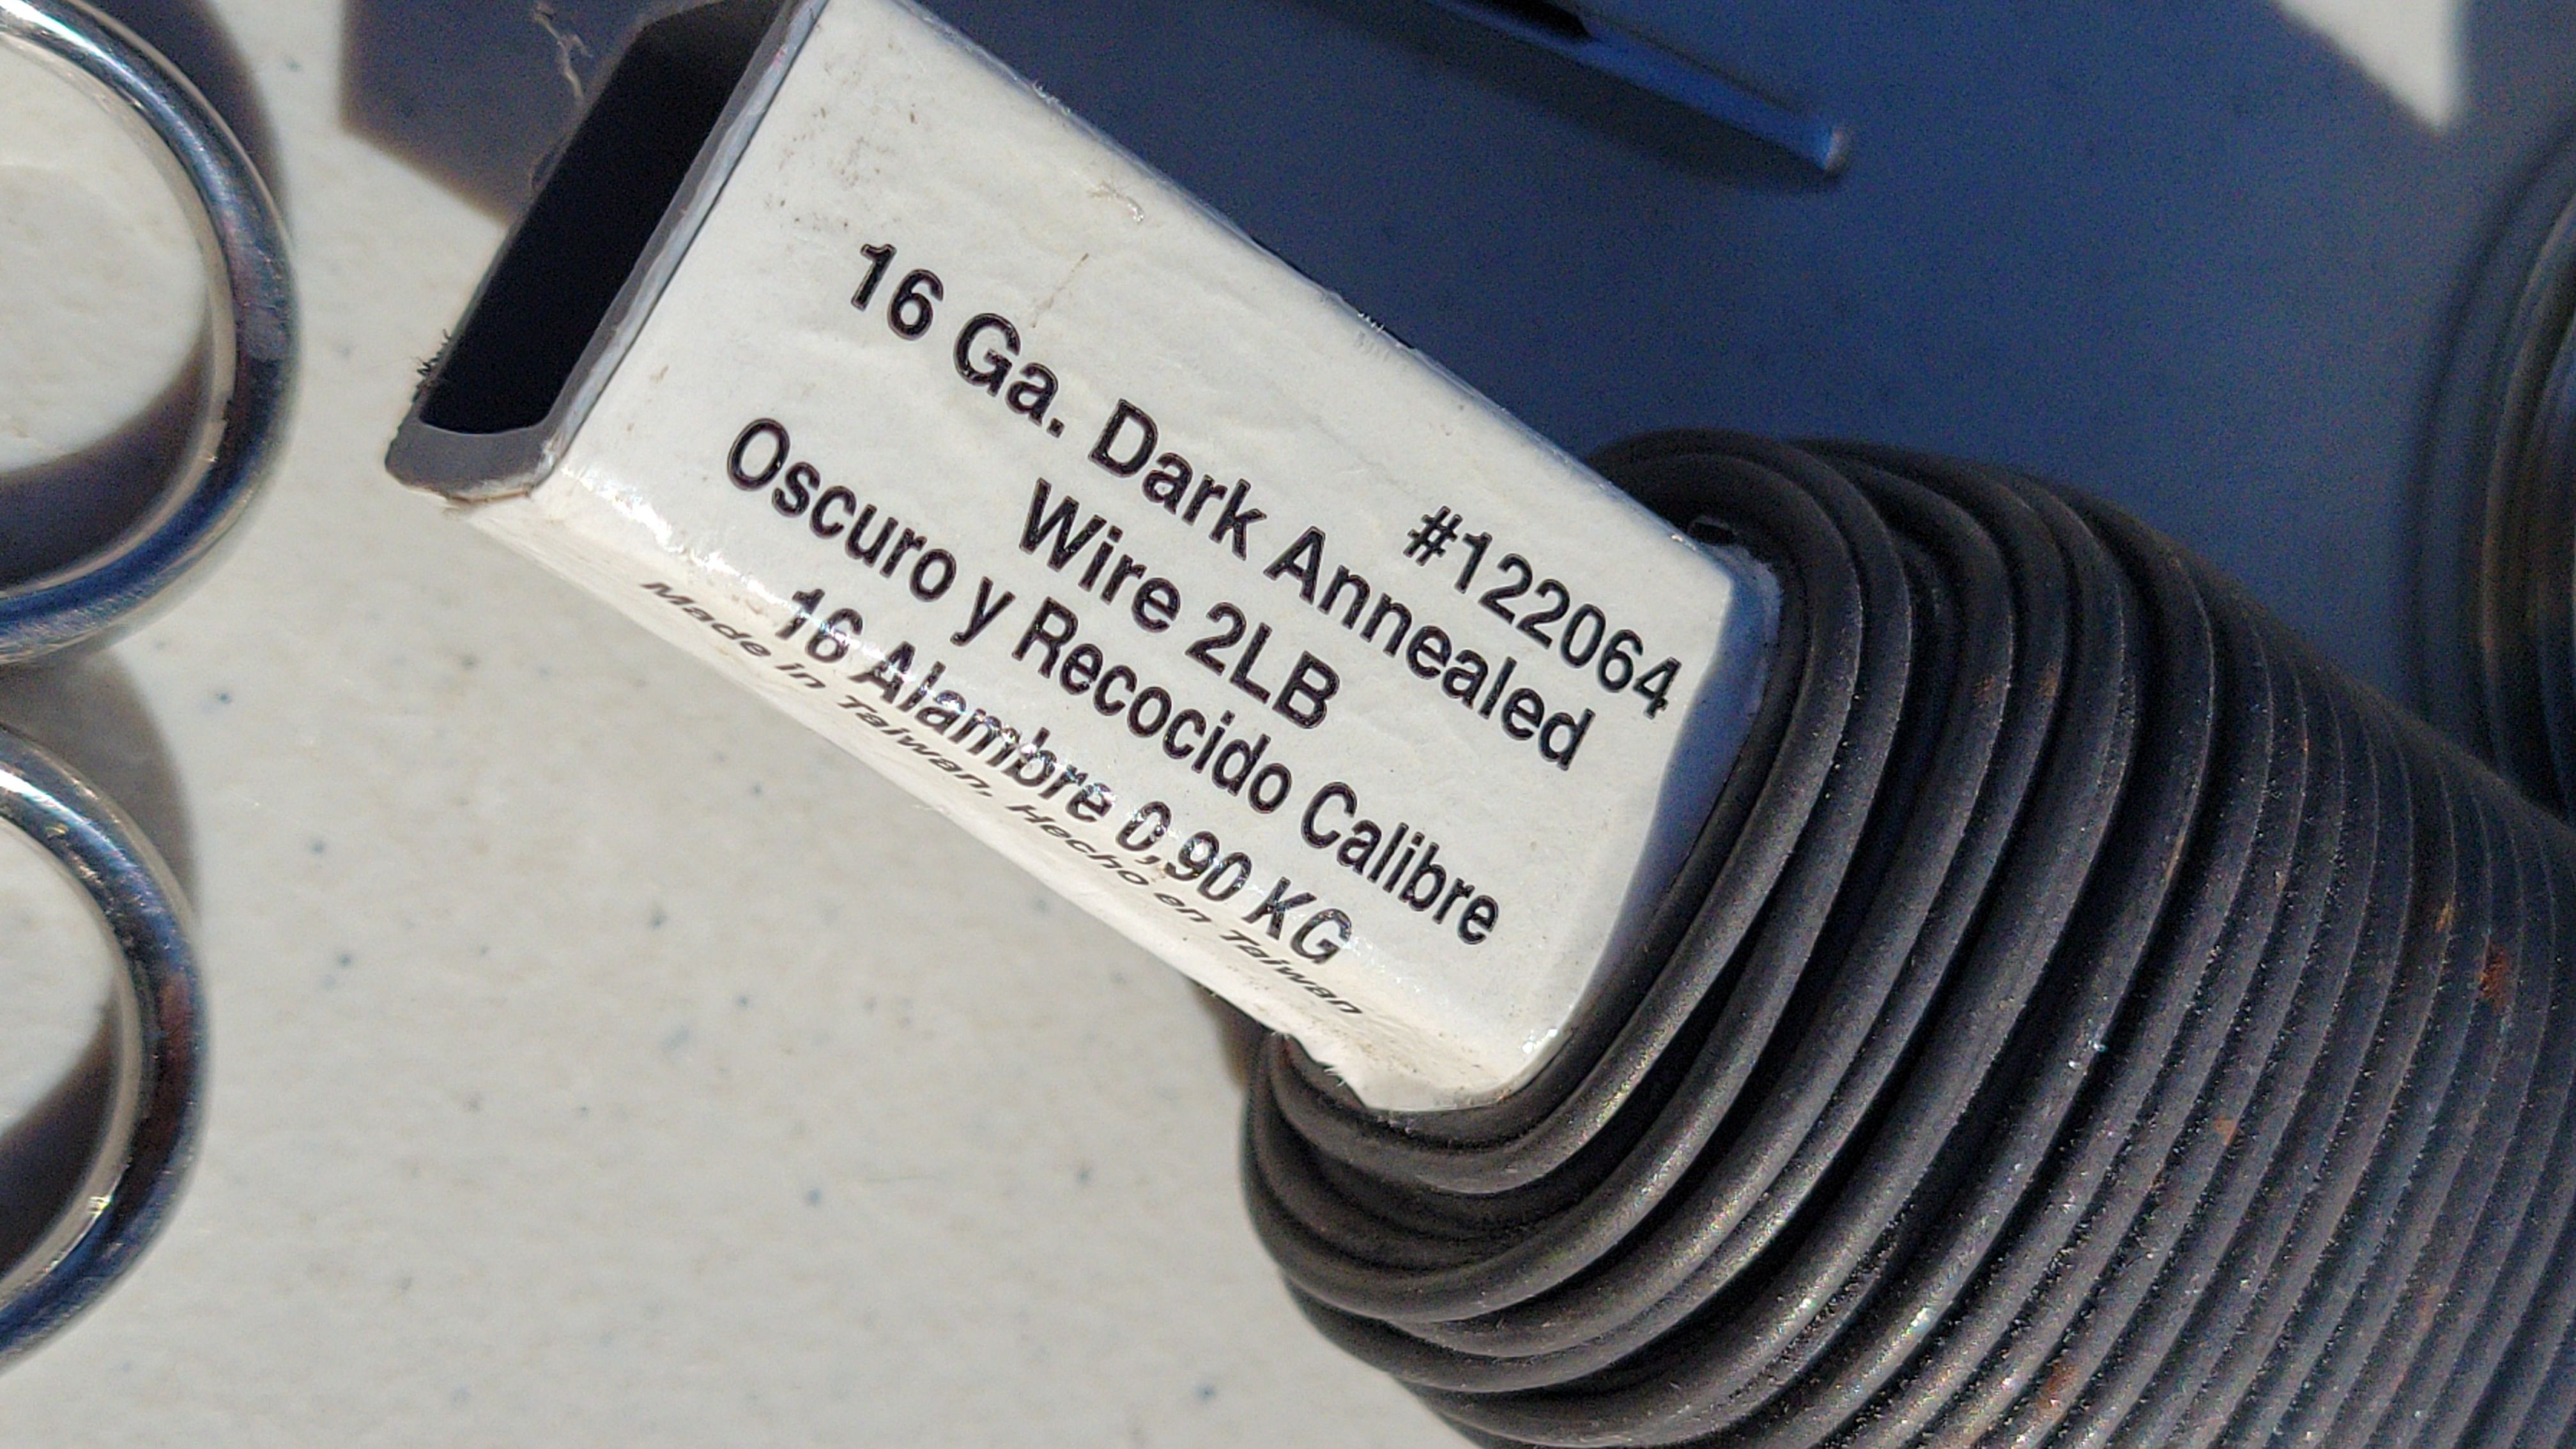 #122064
16 Ga. Dark Annealed
Wire 2LB
Oscuro y Recocido Calibre
16 Alambre 0,90 KG
Made in Taiwan, Hecho en Taiwan